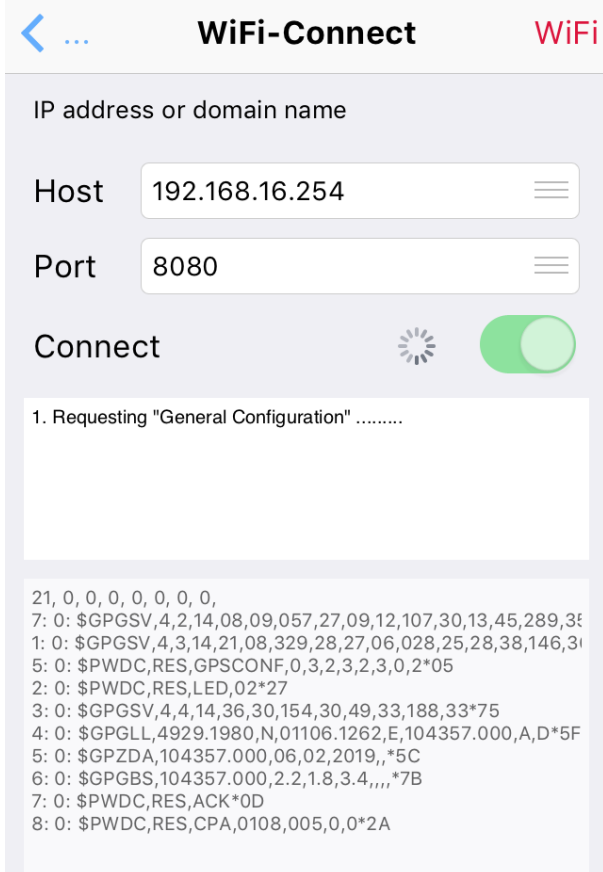 ...
WiFi-Connect
WiFi
IP address or domain name
Host 192.168.16.254
Port 8080
Connect
1. Requesting "General Configuration" .........
21, 0, 0, 0, 0, 0, 0, 0,
7: 0: $GPGSV,4,2,14,08,09,057,27,09,12,107,30,13,45,289,35
1: 0: $GPGSV,4,3,14,21,08,329,28,27,06,028,25,28,38,146,
5: 0: $PWDC,RES,GPSCONF,0,3,2,3,2,3,0,2*05
2: 0: $PWDC,RES,LED,02*27
3: 0: $GPGSV,4,4,14,36,30,154,30,49,33,188,33*75
4: 0: $GPGLL,4929.1980,N,01106.1262,E,104357.000,A,D*5F
5: 0: $GPZDA,104357.000,06,02,2019,,*5C
6: 0: $GPGBS,104357.000,2.2,1.8,3.4,,,,*7B
7: 0: $PWDC,RES,ACK*0D
8: 0: $PWDC,RES,CPA,0108,005,0,0*2A